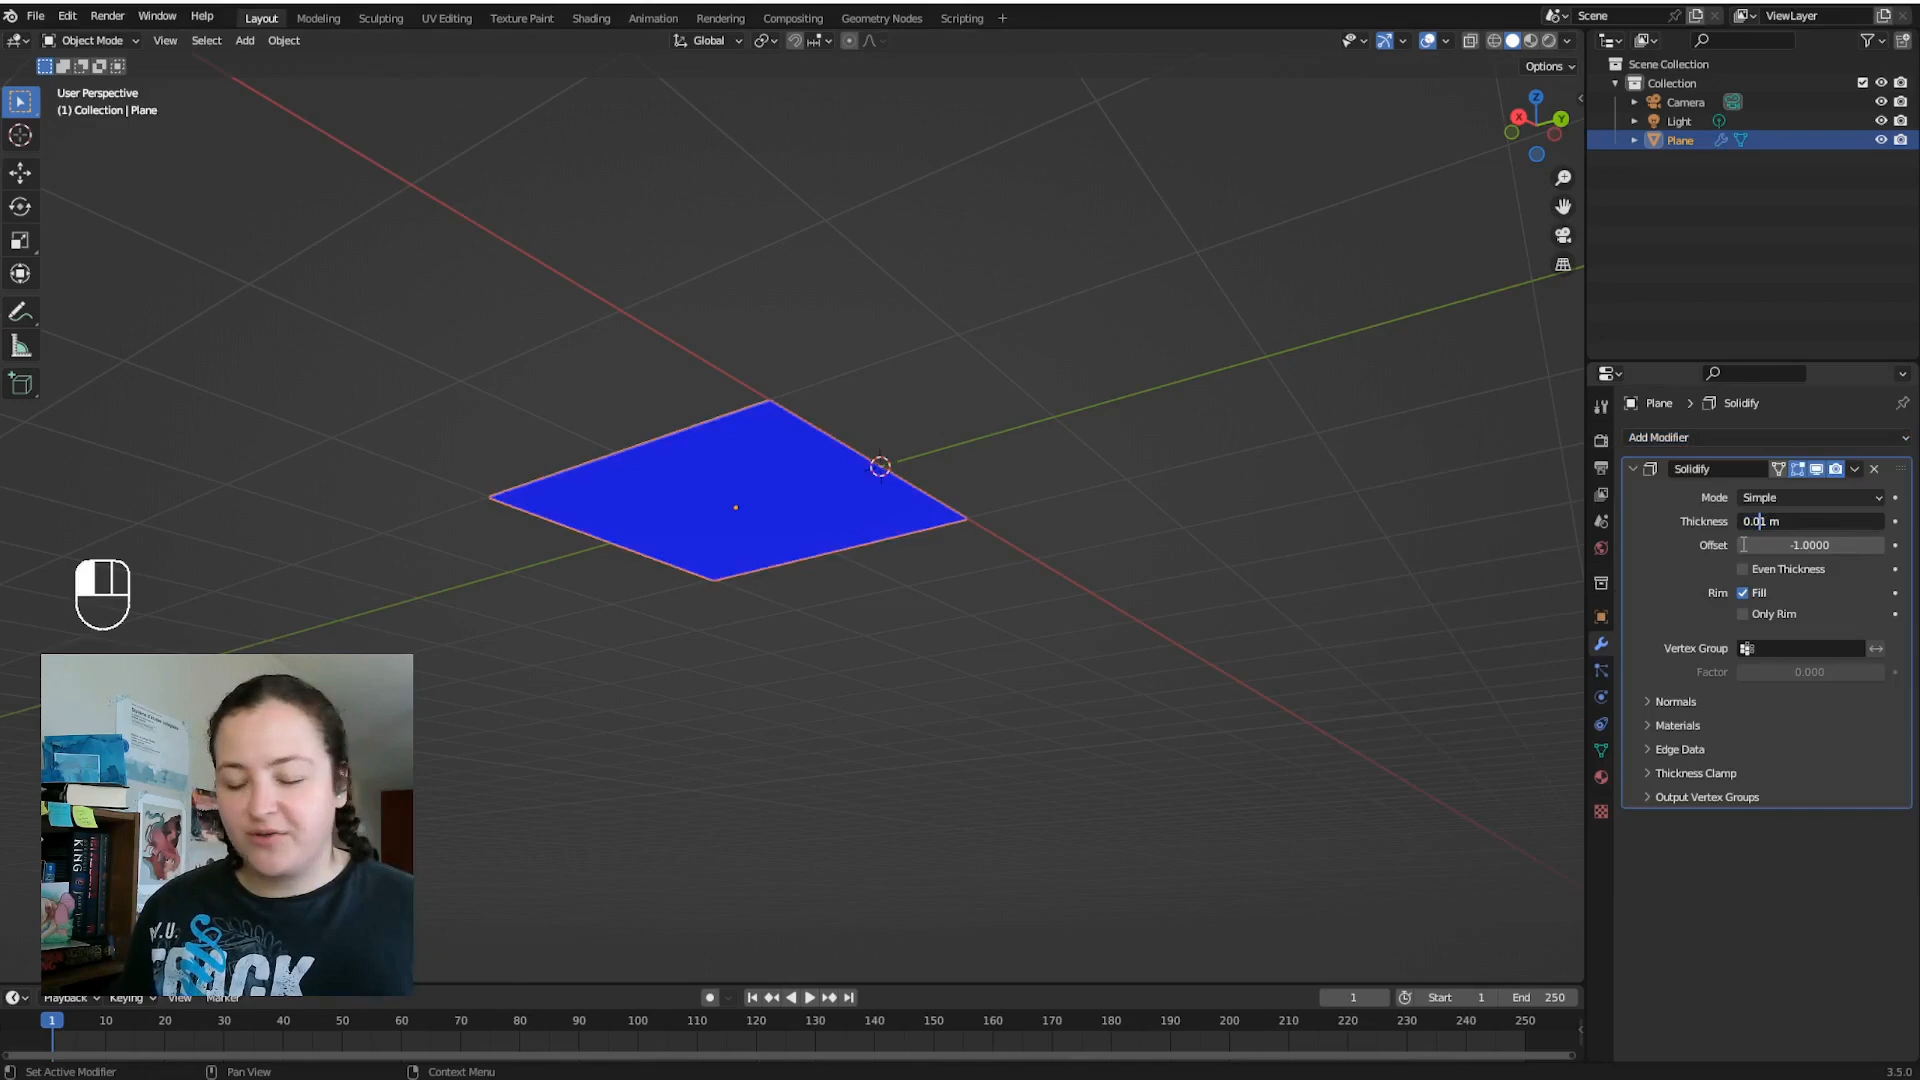 File Edit Render Window Help Layout Modeling Sculpting UV Editing Texture Paint Shading Animation Rendering Compositing Geometry Nodes Scripting + Scene ViewLayer
Object Mode View Select Add Object Global
Options
User Perspective
(1) Collection | Plane
Z
X
Y
Scene Collection
Collection
Camera
Light
Plane
Plane > Solidify
Add Modifier
Solidify
Mode Simple
Thickness 0.01 m
Offset -1.0000
Even Thickness
Rim Fill
Only Rim
Vertex Group
Factor 0.000
Normals
Materials
Edge Data
Thickness Clamp
Output Vertex Groups
KING
N.Y.U.
TRACK
Playback Keying View Marker
1 Start 1 End 250
1 10 20 30 40 50 60 70 80 90 100 110 120 130 140 150 160 170 180 190 200 210 220 230 240 250
Set Active Modifier Pan View Context Menu 3.5.0